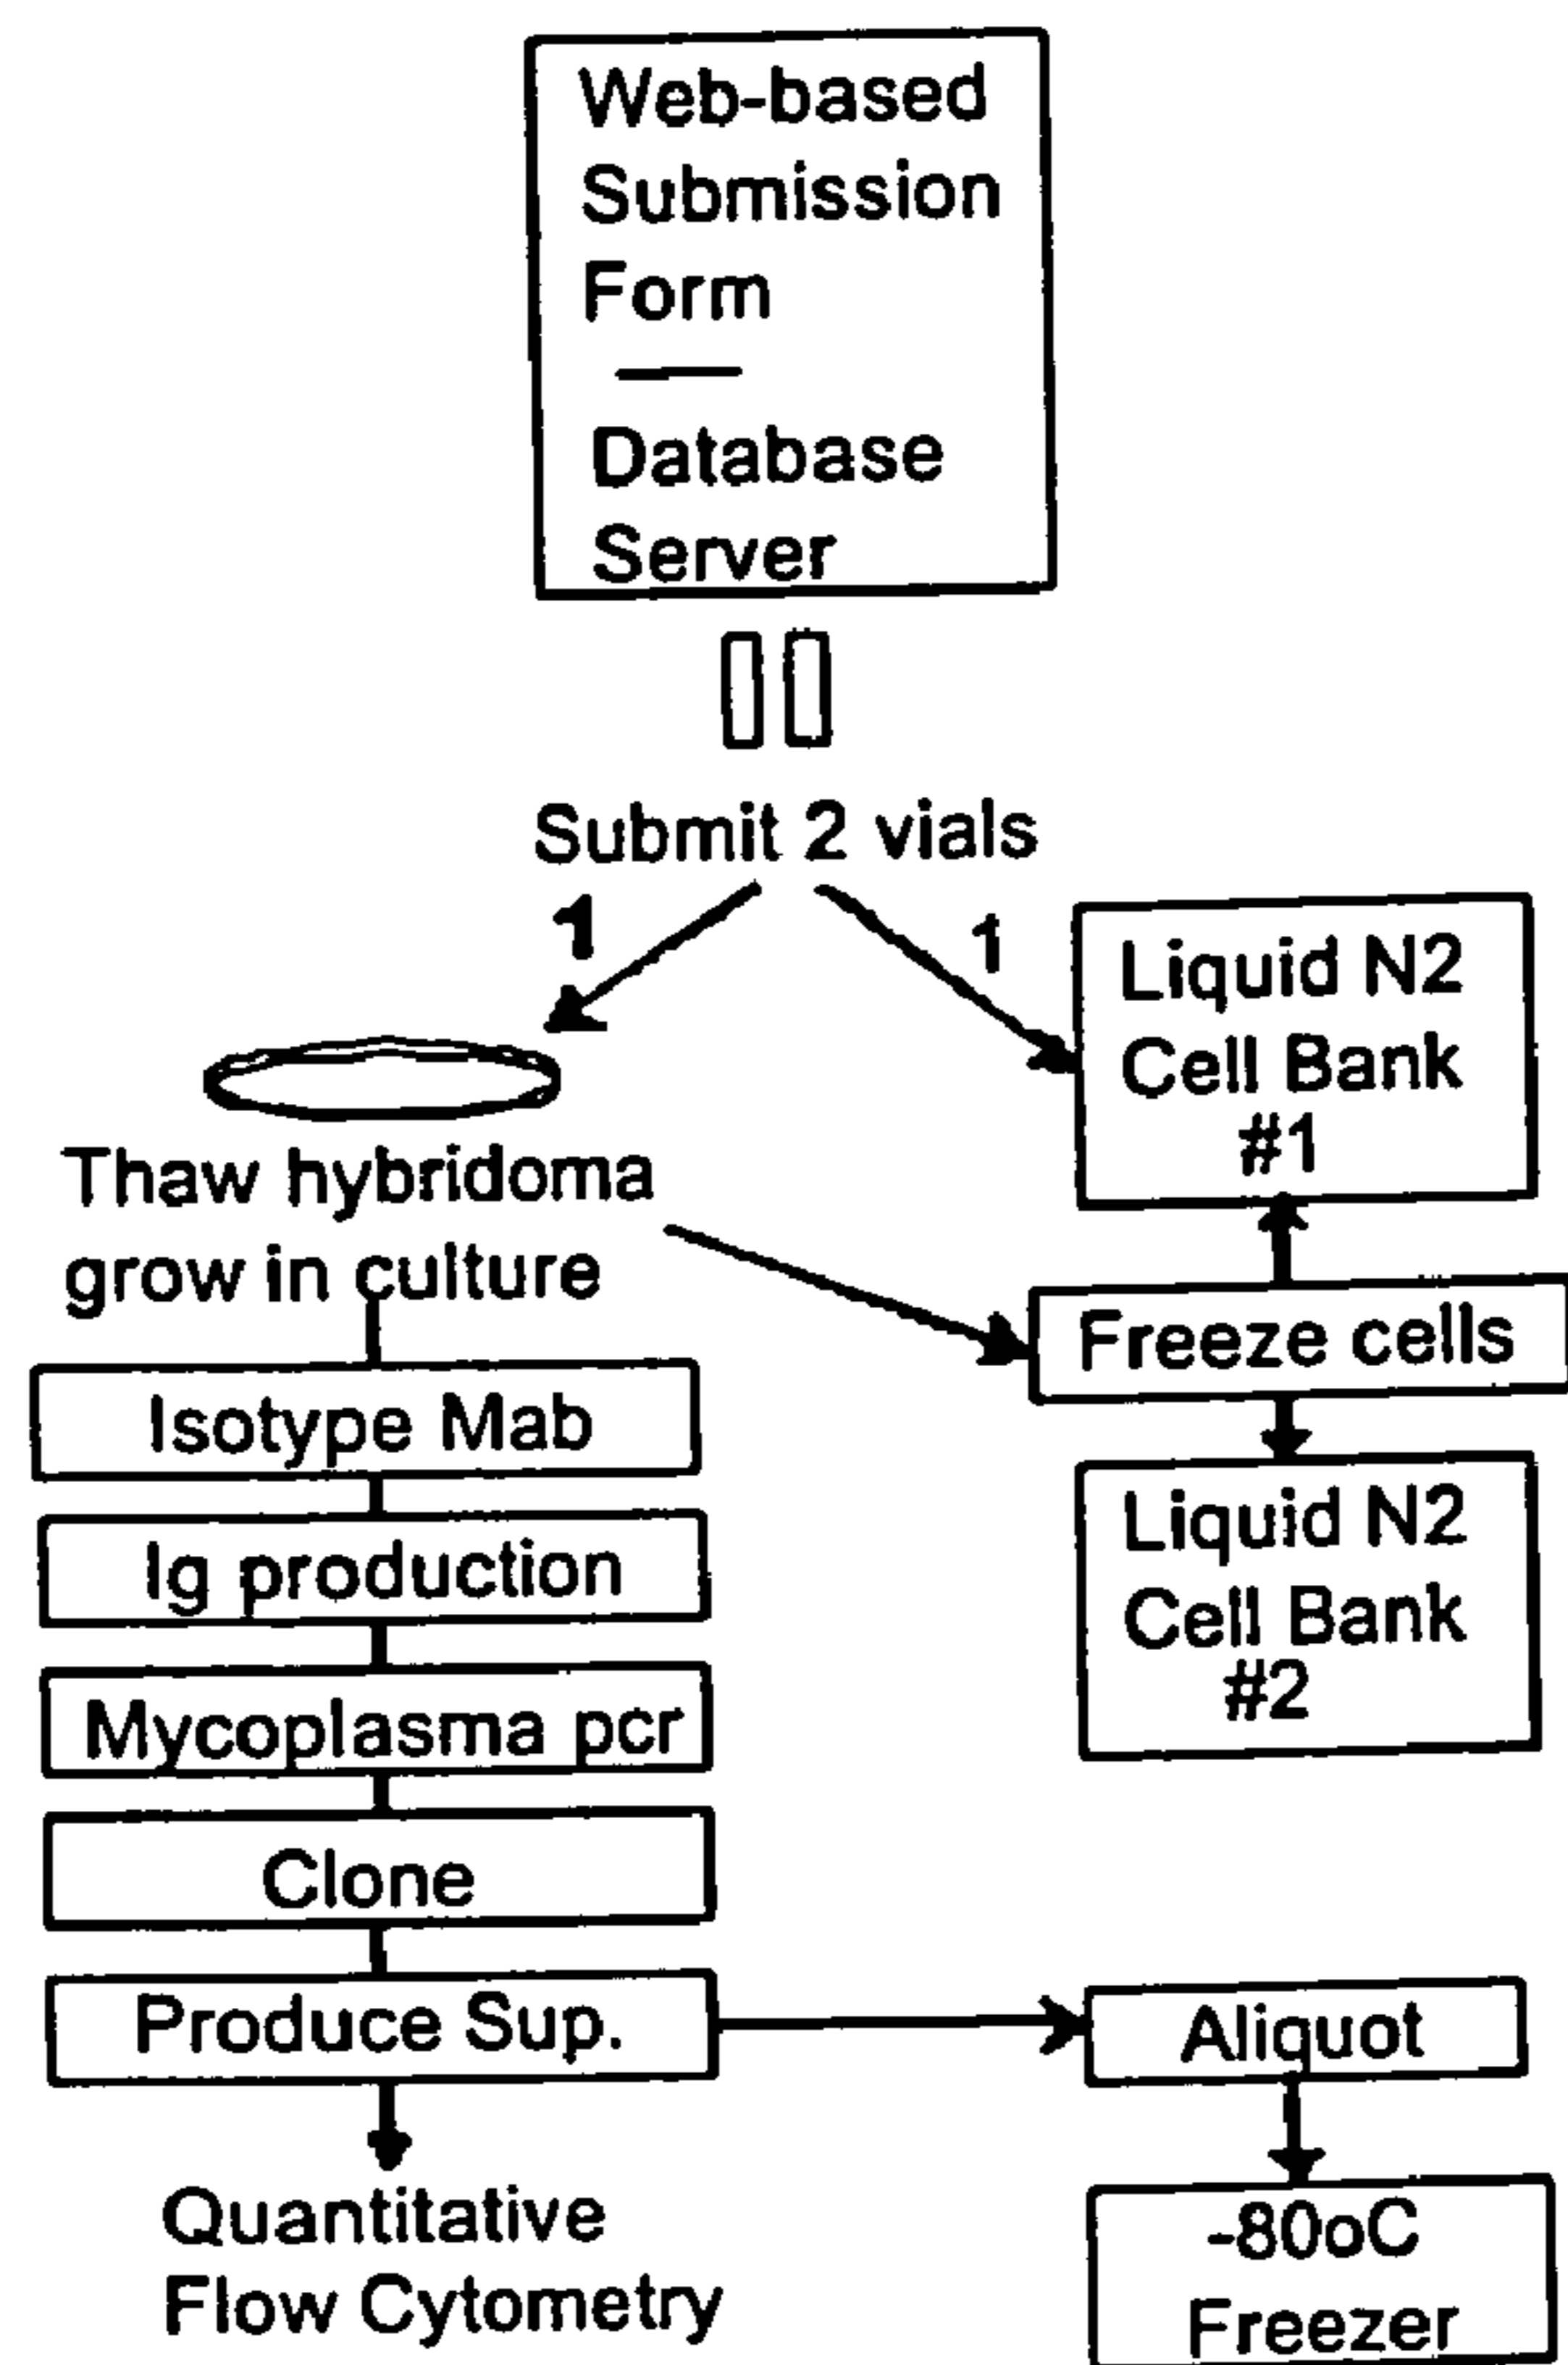 Web-based
Submission
Form
Database
Server
Submit 2 vials
1
1
Liquid N2
Cell Bank
#1
Thaw hybridoma
grow in culture
Freeze cells
Isotype Mab
Liquid N2
Cell Bank
#2
Ig production
Mycoplasma pcr
Clone
Produce Sup.
Aliquot
Quantitative
Flow Cytometry
-80oC
Freezer